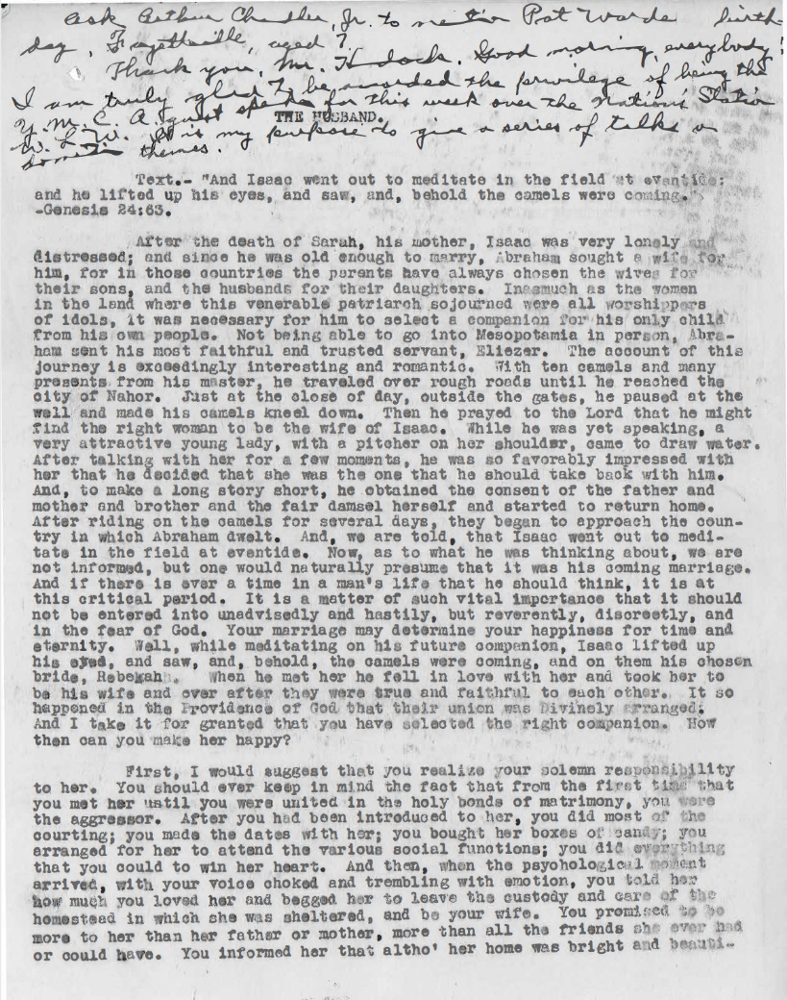 ask Arthur Chandler, Jr. to mention Pat Warde birth-
day, Fayetteville, aged 7.
Thank you, Mr. Good morning, everybody!
I am truly glad to be awarded the privilege of being the
Y.M.C.A. guest speaker for this week over the Nation's Station
W.L.W. It is my purpose to give a series of talks on
themes.
THE HUSBAND.
Text.- "And Isaac went out to meditate in the field at eventide:
and he lifted up his eyes, and saw, and, behold the camels were coming."
-Genesis 24:63.
After the death of Sarah, his mother, Isaac was very lonely and
distressed; and since he was old enough to marry, Abraham sought a wife for
him, for in those countries the parents have always chosen the wives for
their sons, and the husbands for their daughters. Inasmuch as the women
in the land where this venerable patriarch sojourned were all worshippers
of idols, it was necessary for him to select a companion for his only child
from his own people. Not being able to go into Mesopotamia in person, Abra-
ham sent his most faithful and trusted servant, Eliezer. The account of this
journey is exceedingly interesting and romantic. With ten camels and many
presents from his master, he traveled over rough roads until he reached the
city of Nahor. Just at the close of day, outside the gates, he paused at the
well and made his camels kneel down. Then he prayed to the Lord that he might
find the right woman to be the wife of Isaac. While he was yet speaking, a
very attractive young lady, with a pitcher on her shoulder, came to draw water.
After talking with her for a few moments, he was so favorably impressed with
her that he decided that she was the one that he should take back with him.
And, to make a long story short, he obtained the consent of the father and
mother and brother and the fair damsel herself and started to return home.
After riding on the camels for several days, they began to approach the coun-
try in which Abraham dwelt. And, we are told, that Isaac went out to medi-
tate in the field at eventide. Now, as to what he was thinking about, we are
not informed, but one would naturally presume that it was his coming marriage.
And if there is ever a time in a man's life that he should think, it is at
this critical period. It is a matter of such vital importance that it should
not be entered into unadvisedly and hastily, but reverently, discreetly, and
in the fear of God. Your marriage may determine your happiness for time and
eternity. Well, while meditating on his future companion, Isaac lifted up
his eyes, and saw, and, behold, the camels were coming, and on them his chosen
bride, Rebekah. When he met her he fell in love with her and took her to
be his wife and ever after they were true and faithful to each other. It so
happened in the Providence of God that their union was Divinely arranged.
And I take it for granted that you have selected the right companion. How
then can you make her happy?
First, I would suggest that you realize your solemn responsibility
to her. You should ever keep in mind the fact that from the first time that
you met her until you were united in the holy bonds of matrimony, you were
the aggressor. After you had been introduced to her, you did most of the
courting; you made the dates with her; you bought her boxes of candy; you
arranged for her to attend the various social functions; you did everything
that you could to win her heart. And then, when the psychological moment
arrived, with your voice choked and trembling with emotion, you told her
how much you loved her and begged her to leave the custody and care of the
homestead in which she was sheltered, and be your wife. You promised to be
more to her than her father or mother, more than all the friends she ever had
or could have. You informed her that altho' her home was bright and beauti-